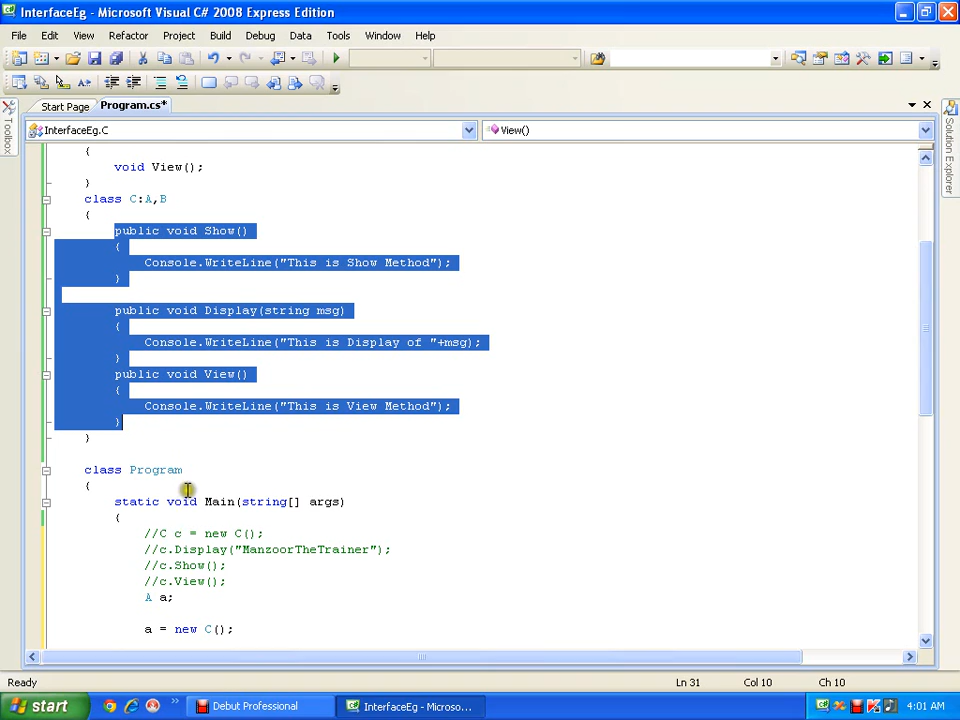 InterfaceEg - Microsoft Visual C# 2008 Express Edition
File Edit View Refactor Project Build Debug Data Tools Window Help
Start Page Program.cs*
InterfaceEg.C View()
Toolbox
Solution Explorer
{
void View();
}
class C:A,B
{
public void Show()
{
Console.WriteLine("This is Show Method");
}
public void Display(string msg)
{
Console.WriteLine("This is Display of "+msg);
}
public void View()
{
Console.WriteLine("This is View Method");
}
}
class Program
{
static void Main(string[] args)
{
//C c = new C();
//c.Display("ManzoorTheTrainer");
//c.Show();
//c.View();
A a;
a = new C();
Ready Ln 31 Col 10 Ch 10
start Debut Professional InterfaceEg - Microso... 4:01 AM